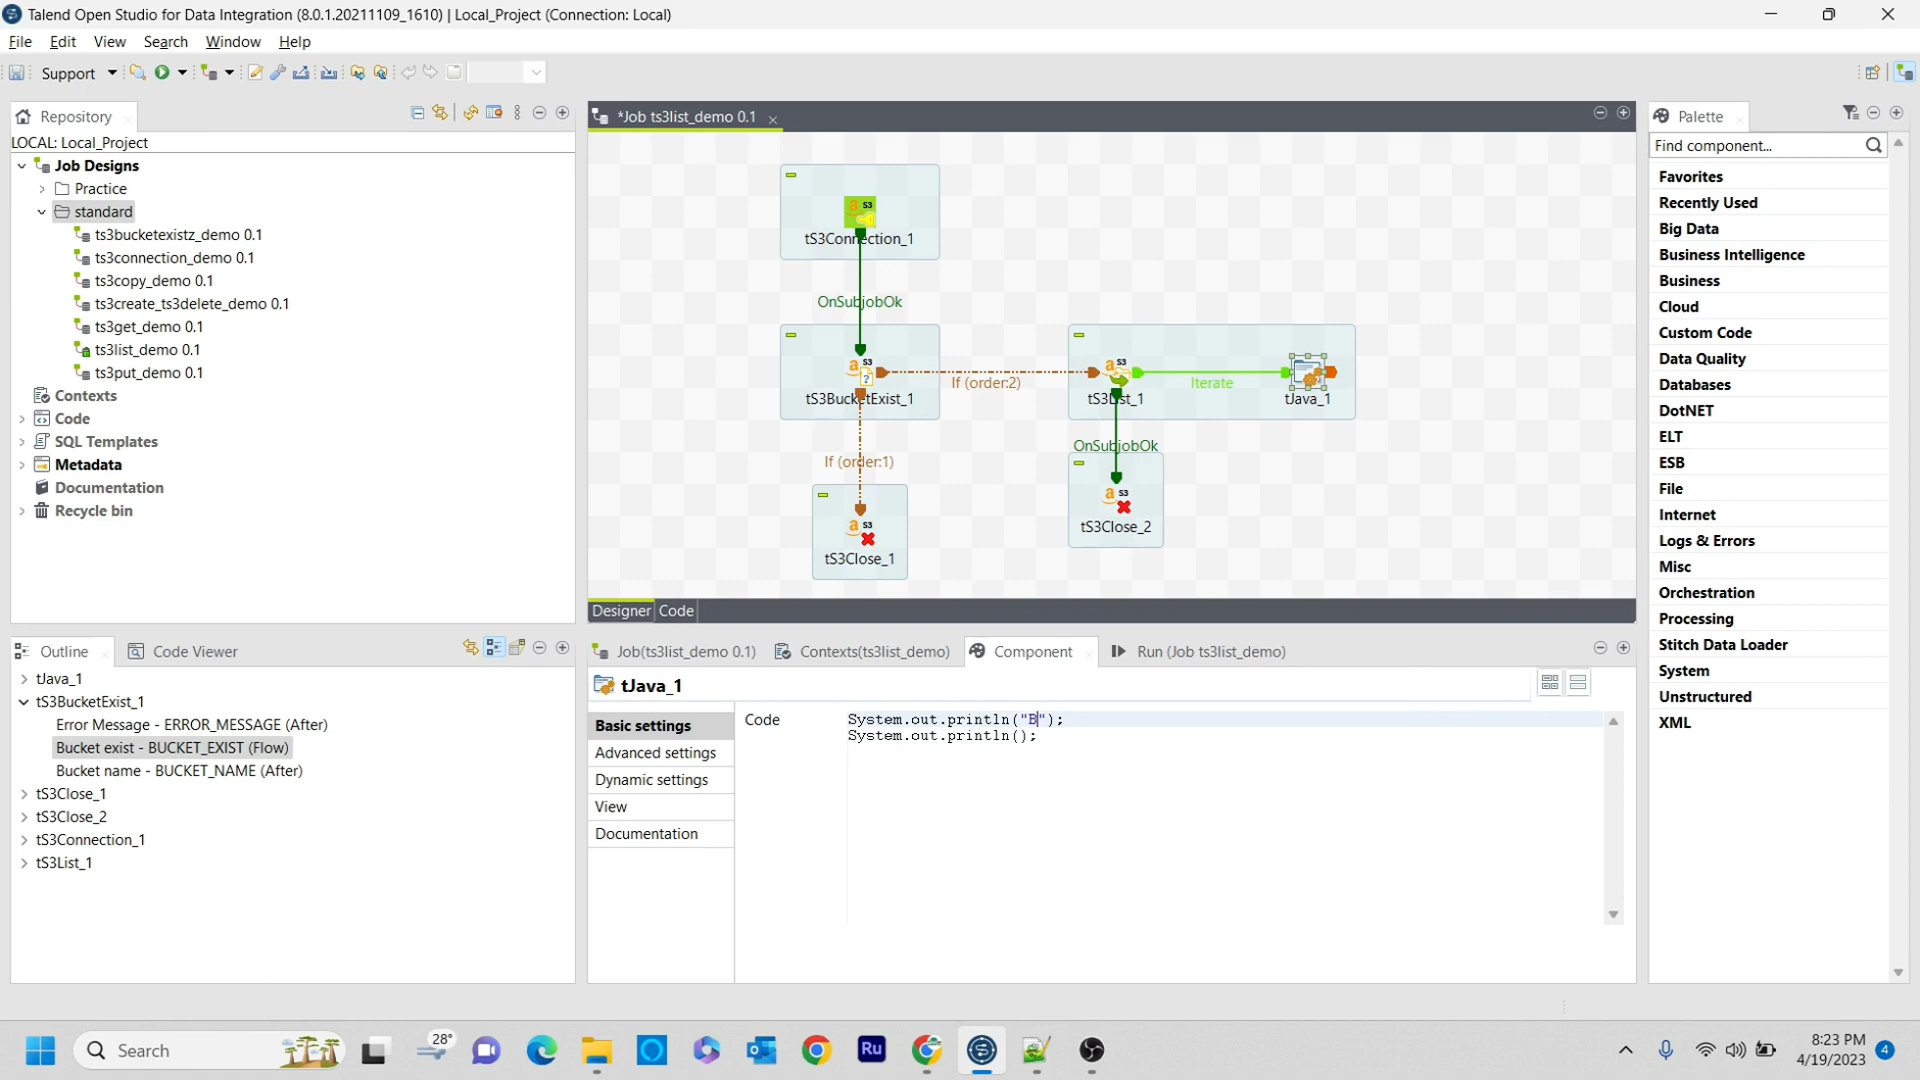 Talend Open Studio for Data Integration (8.0.1.20211109_1610) | Local_Project (Connection: Local)
File Edit View Search Window Help
Support
Repository
LOCAL: Local_Project
Job Designs
Practice
standard
ts3bucketexistz_demo 0.1
ts3connection_demo 0.1
ts3copy_demo 0.1
ts3create_ts3delete_demo 0.1
ts3get_demo 0.1
ts3list_demo 0.1
ts3put_demo 0.1
Contexts
Code
SQL Templates
Metadata
Documentation
Recycle bin
*Job ts3list_demo 0.1
S3
tS3Connection_1
OnSubjobOk
S3
tS3BucketExist_1
If (order:2)
S3
tS3List_1
Iterate
tJava_1
If (order:1)
OnSubjobOk
S3
tS3Close_2
S3
tS3Close_1
Designer Code
Palette
Find component...
Favorites
Recently Used
Big Data
Business Intelligence
Business
Cloud
Custom Code
Data Quality
Databases
DotNET
ELT
ESB
File
Internet
Logs & Errors
Misc
Orchestration
Processing
Stitch Data Loader
System
Unstructured
XML
Outline Code Viewer
tJava_1
tS3BucketExist_1
Error Message - ERROR_MESSAGE (After)
Bucket exist - BUCKET_EXIST (Flow)
Bucket name - BUCKET_NAME (After)
tS3Close_1
tS3Close_2
tS3Connection_1
tS3List_1
Job(ts3list_demo 0.1) Contexts(ts3list_demo) Component Run (Job ts3list_demo)
tJava_1
Basic settings
Advanced settings
Dynamic settings
View
Documentation
Code
System.out.println("B");
System.out.println();
Search
28°
Ru
8:23 PM
4/19/2023
4